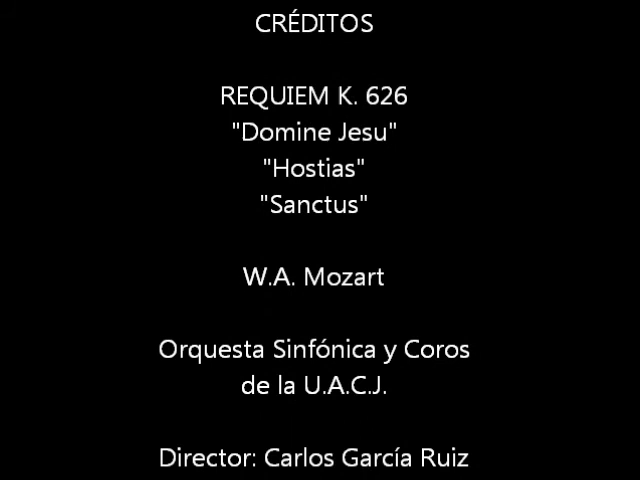 CRÉDITOS
REQUIEM K. 626
"Domine Jesu"
"Hostias"
"Sanctus"
W.A. Mozart
Orquesta Sinfónica y Coros
de la U.A.C.J.
Director: Carlos García Ruiz